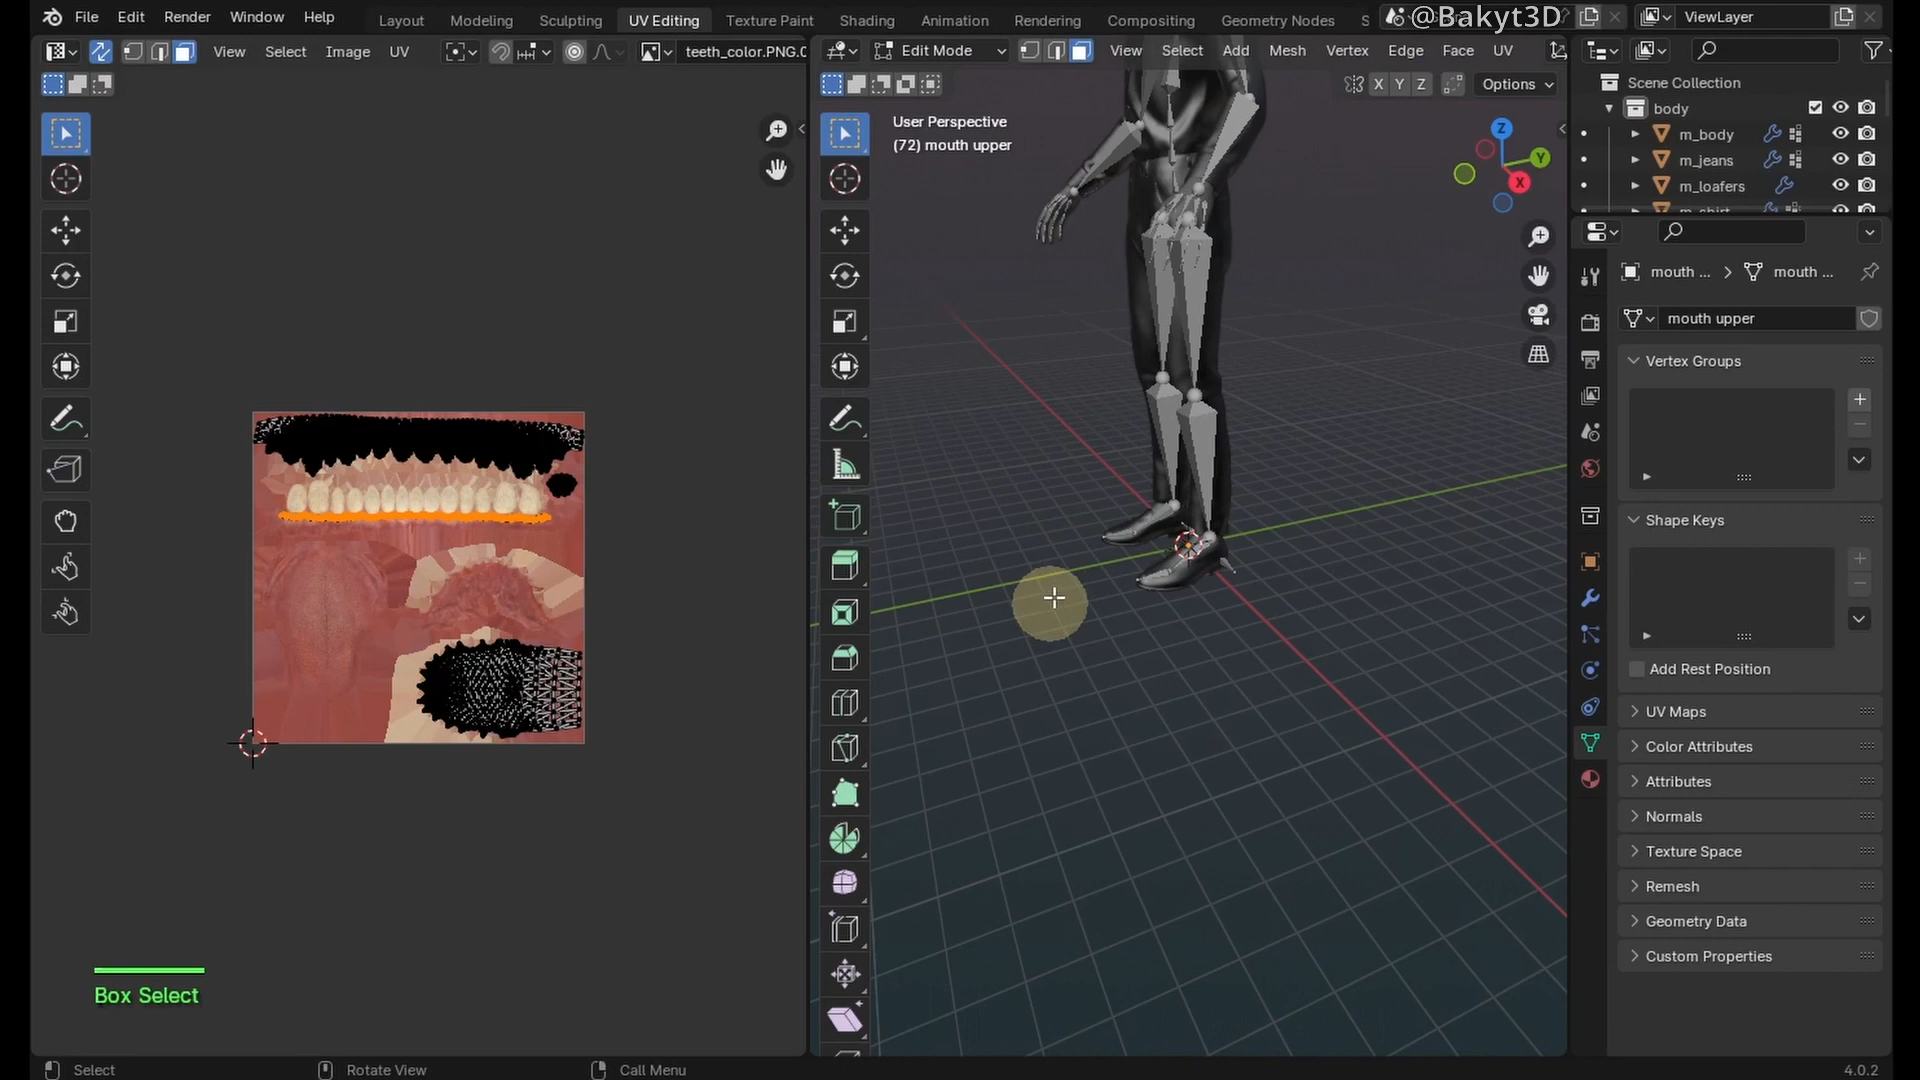 File Edit Render Window Help Layout Modeling Sculpting UV Editing Texture Paint Shading Animation Rendering Compositing Geometry Nodes S @Bakyt3D ViewLayer
View Select Image UV teeth_color.PNG.0 Edit Mode View Select Add Mesh Vertex Edge Face UV
X Y Z Options
Scene Collection
body
m_body
m_jeans
m_loafers
User Perspective
(72) mouth upper
Z
Y
X
mouth ... mouth ...
mouth upper
Vertex Groups
Shape Keys
Add Rest Position
UV Maps
Color Attributes
Attributes
Normals
Texture Space
Remesh
Geometry Data
Custom Properties
Box Select
Select Rotate View Call Menu 4.0.2